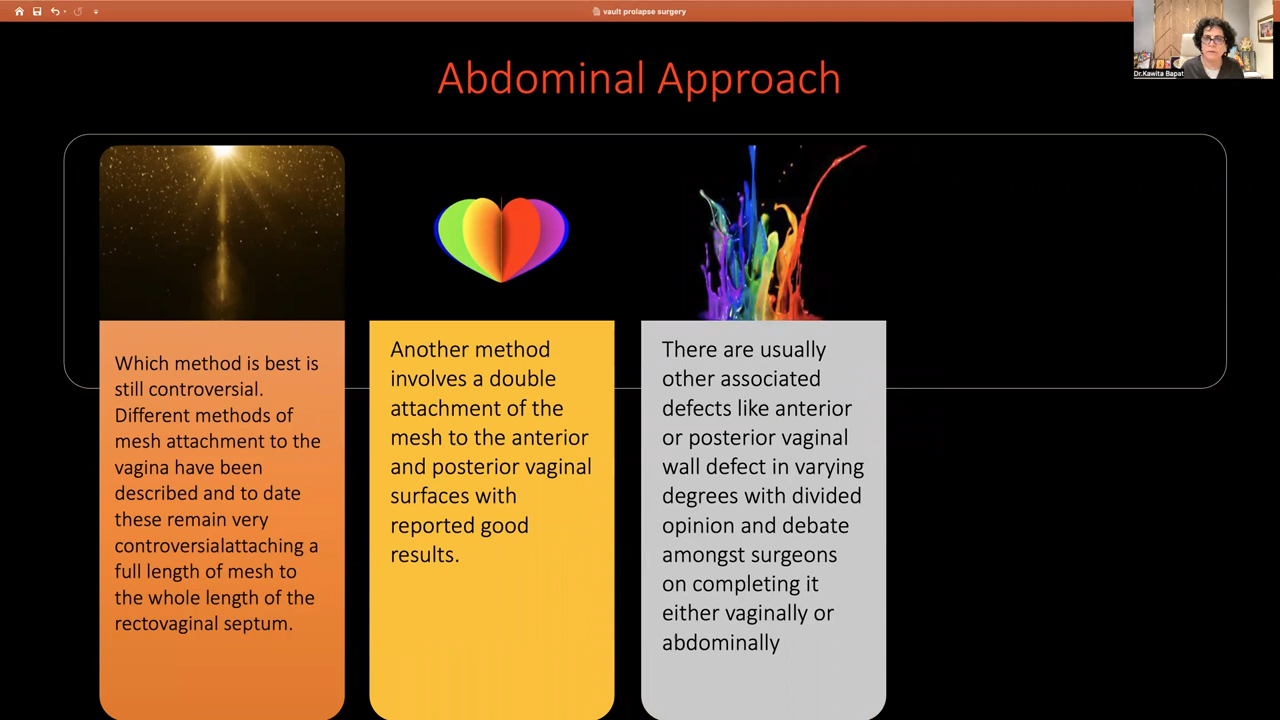 vault prolapse surgery
Dr.Kawita Bapat
Abdominal Approach
Which method is best is
still controversial.
Different methods of
mesh attachment to the
vagina have been
described and to date
these remain very
controversialattaching a
full length of mesh to
the whole length of the
rectovaginal septum.
Another method
involves a double
attachment of the
mesh to the anterior
and posterior vaginal
surfaces with
reported good
results.
There are usually
other associated
defects like anterior
or posterior vaginal
wall defect in varying
degrees with divided
opinion and debate
amongst surgeons
on completing it
either vaginally or
abdominally